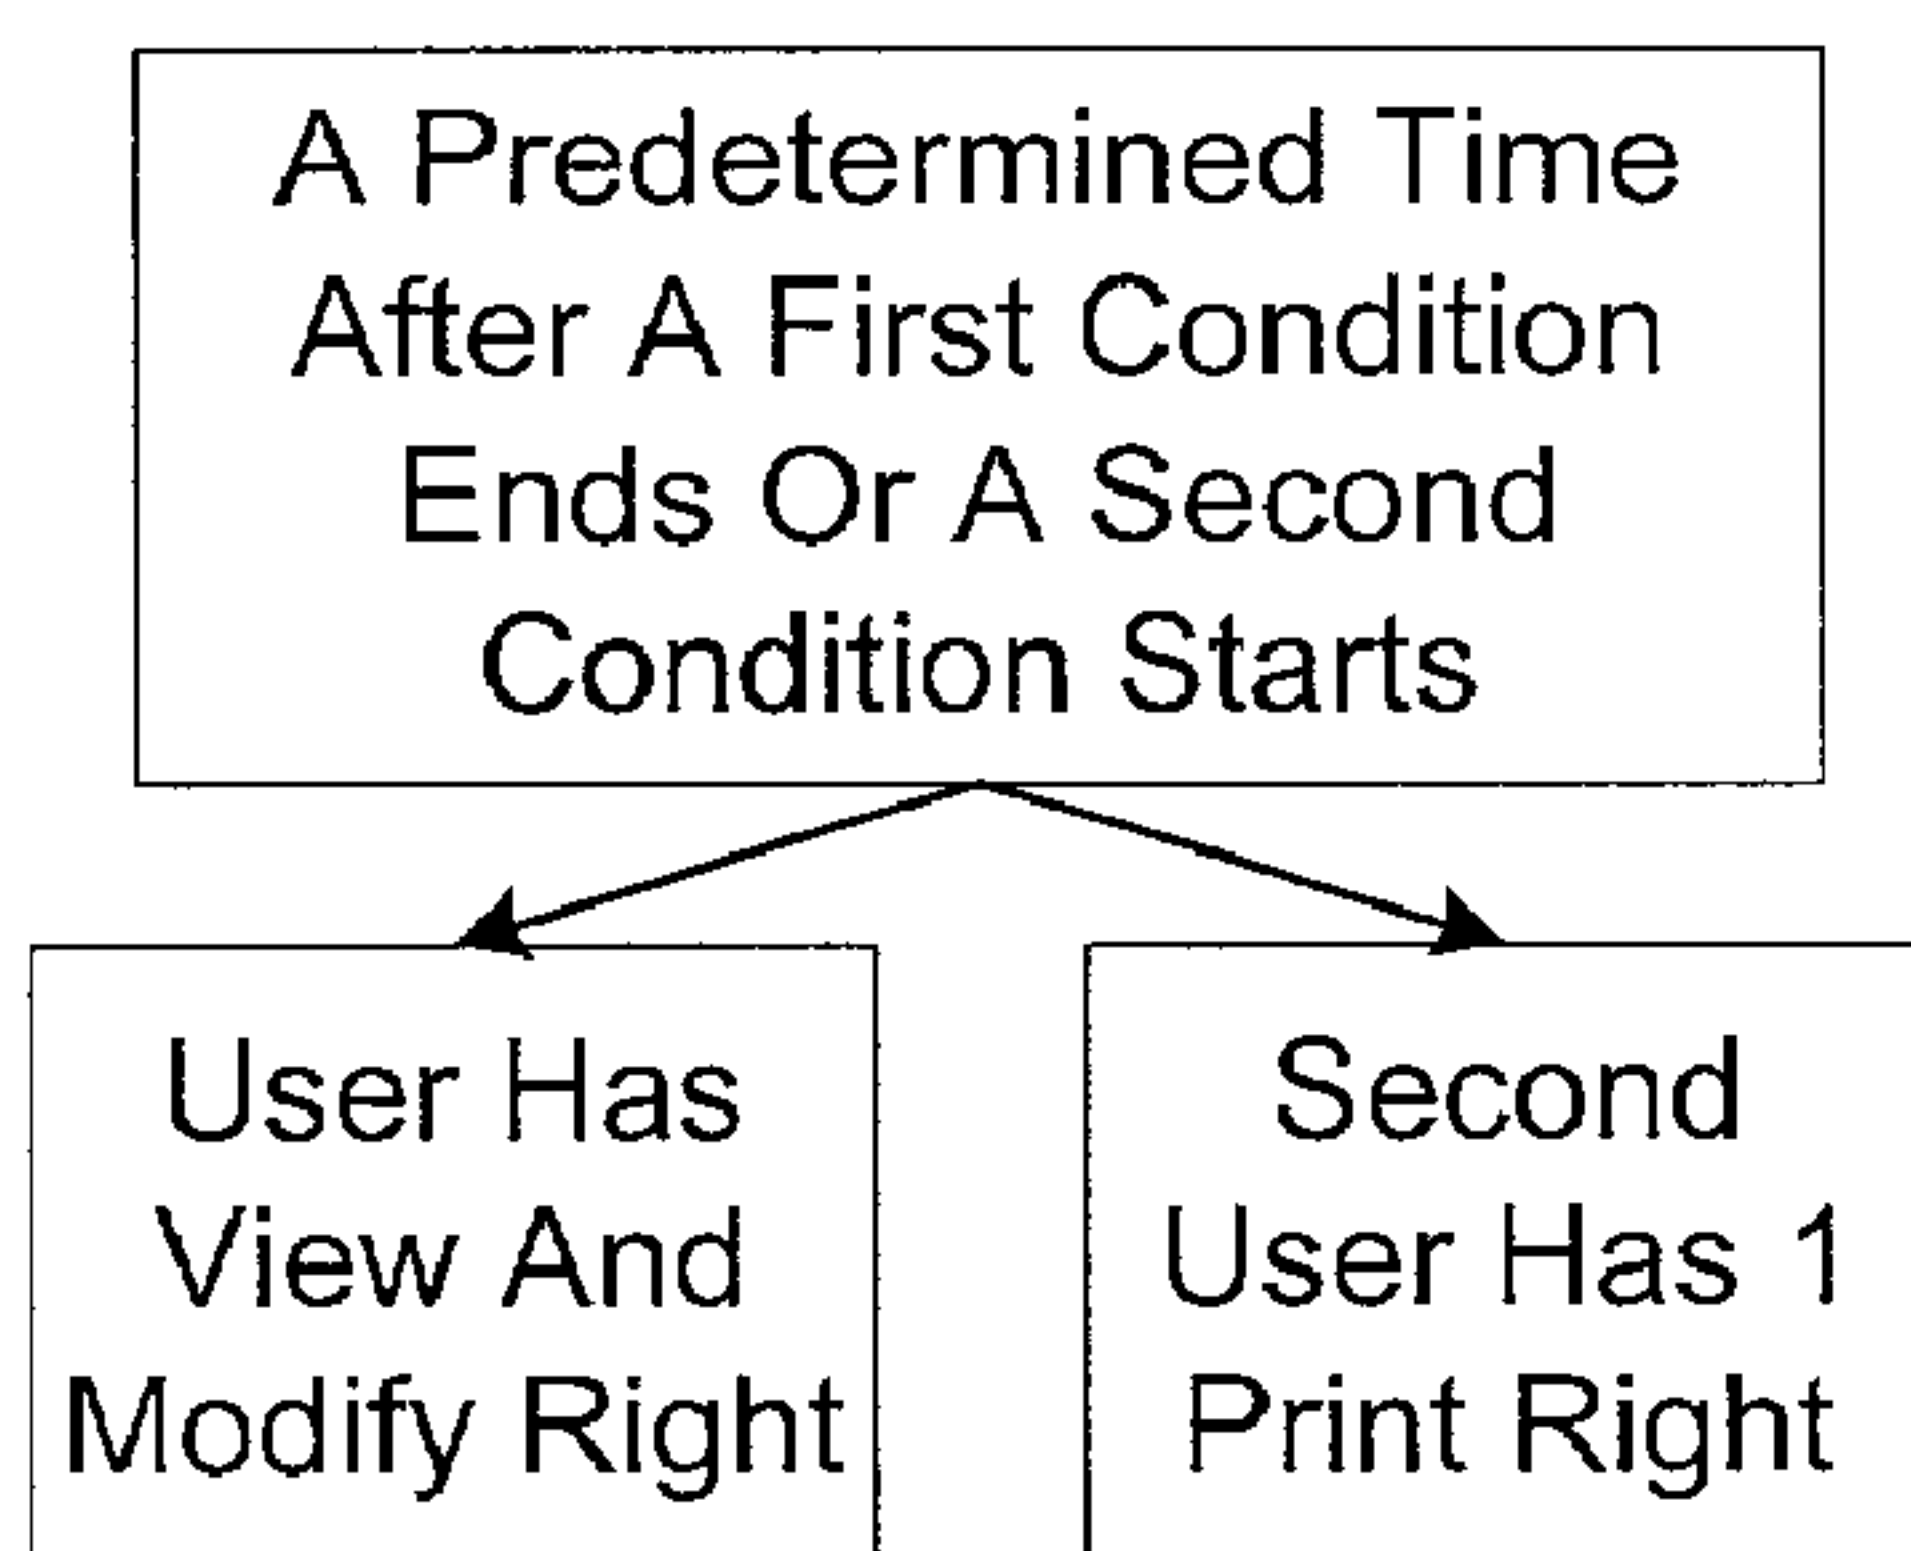 A Predetermined Time
After A First Condition
Ends Or A Second
Condition Starts
User Has
View And
Modify Right
Second
User Has 1
Print Right